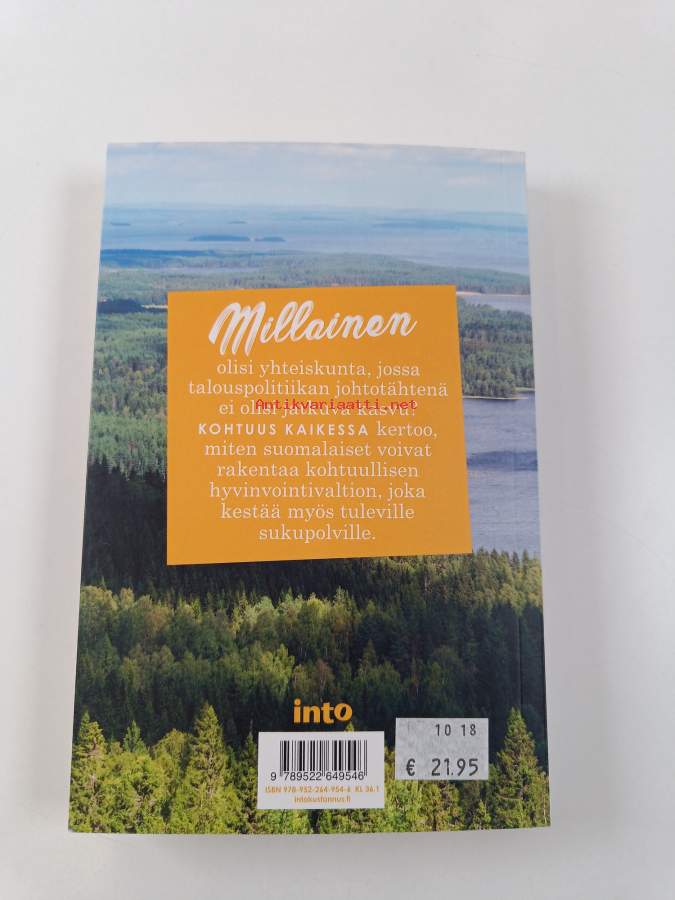 Millainen
olisi yhteiskunta, jossa
talouspolitiikan johtotähtenä
ei olisi jatkuva kasvu?
Antikvariaatti.net
KOHTUUS KAIKESSA kertoo,
miten suomalaiset voivat
rakentaa kohtuullisen
hyvinvointivaltion, joka
kestää myös tuleville
sukupolville.
into
10 18
€ 21.95
9 789522 649546
ISBN 978-952-264-954-6 KL 36.1
intokustannus.fi